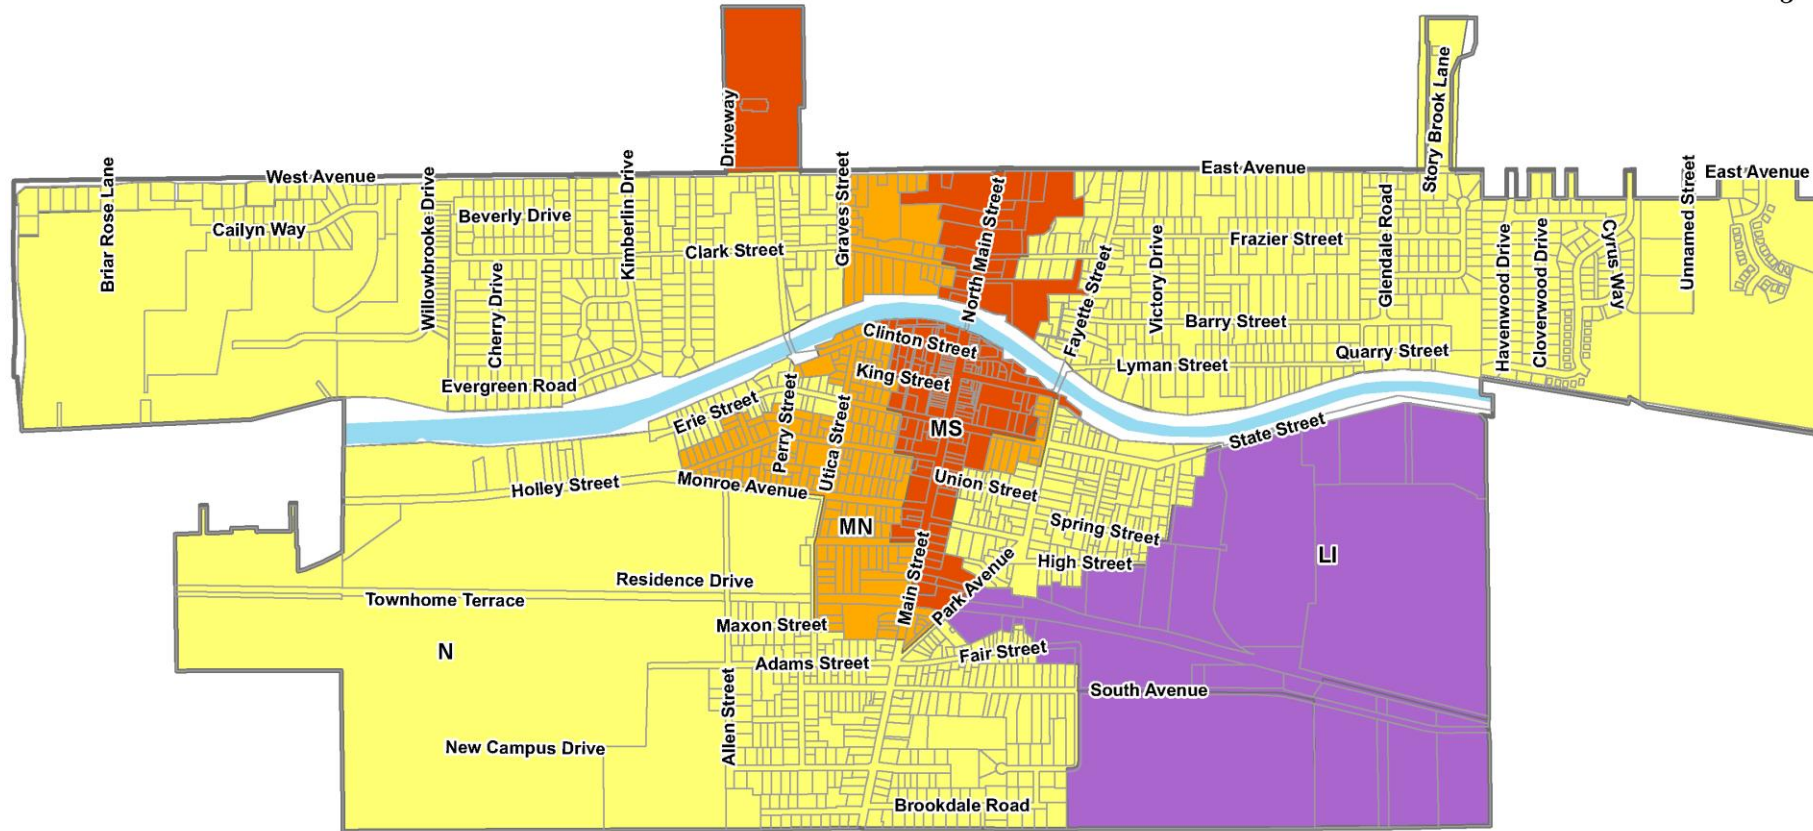 Driveway
Story Brook Lane
West Avenue
East Avenue
East Avenue
Briar Rose Lane
Cailyn Way
Willowbrooke Drive
Beverly Drive
Kimberlin Drive
Clark Street
Graves Street
North Main Street
Fayette Street
Victory Drive
Frazier Street
Glendale Road
Havenwood Drive
Cloverwood Drive
Cyrus Way
Unnamed Street
Cherry Drive
Evergreen Road
Clinton Street
Barry Street
Lyman Street
Quarry Street
King Street
Erie Street
Perry Street
Utica Street
MS
State Street
Holley Street
Monroe Avenue
Union Street
MN
Spring Street
LI
High Street
Main Street
Park Avenue
Residence Drive
Townhome Terrace
Maxon Street
N
Adams Street
Fair Street
Allen Street
South Avenue
New Campus Drive
Brookdale Road